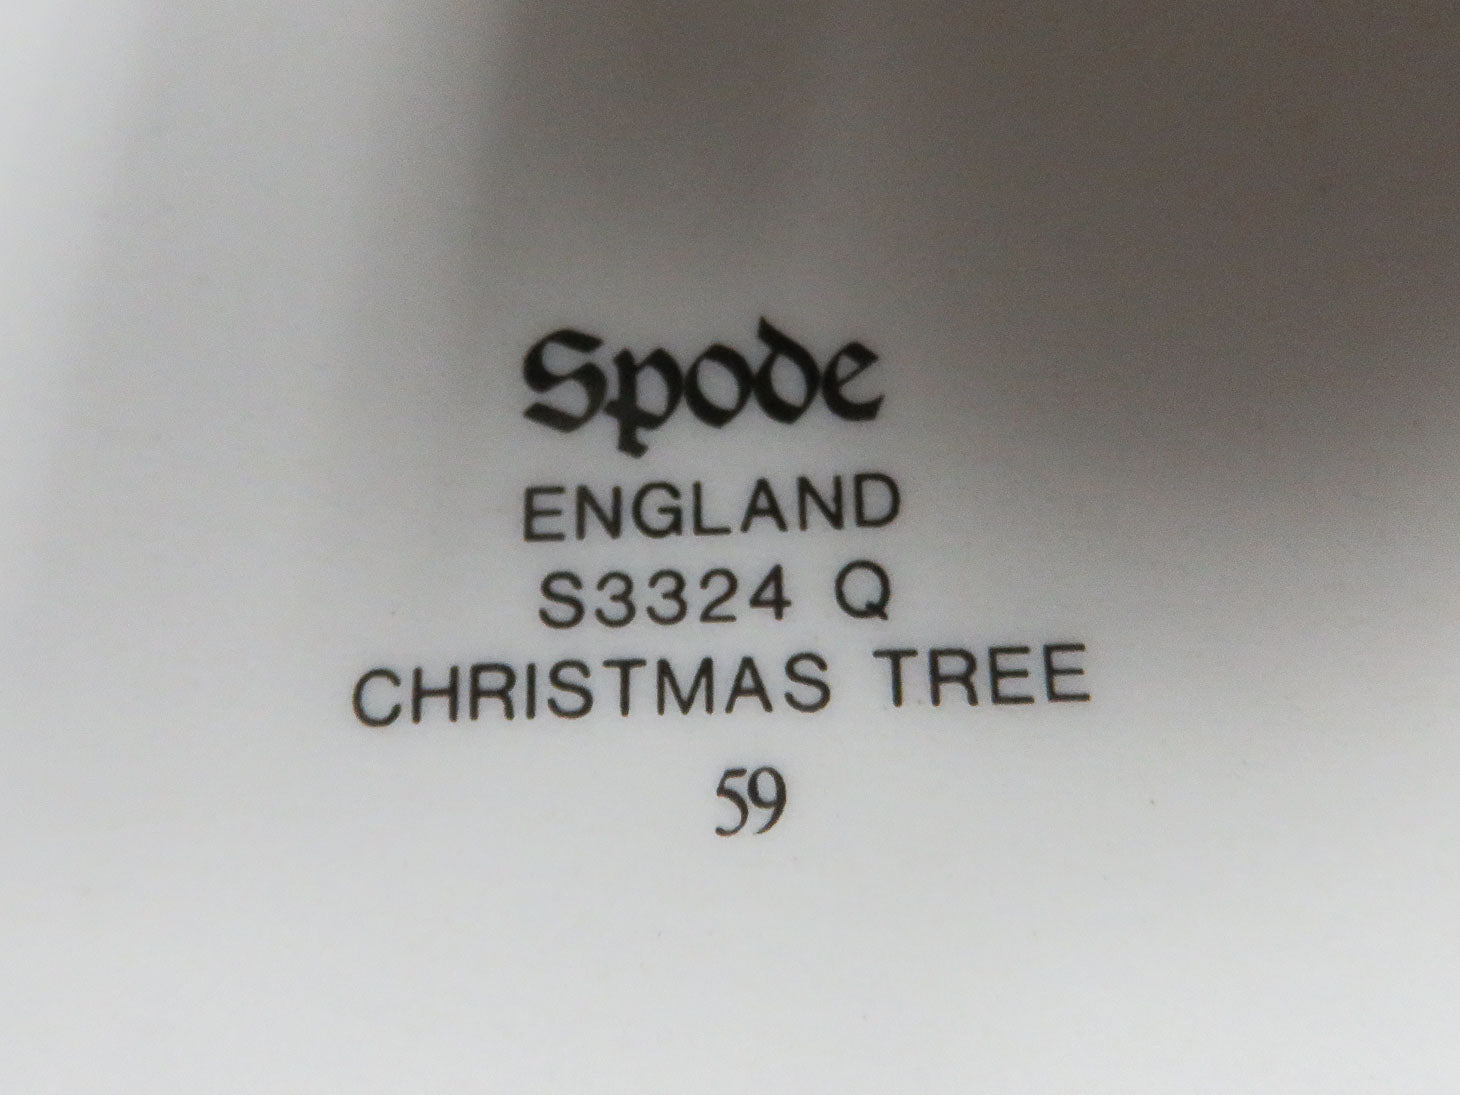 Spode
ENGLAND
S3324 Q
CHRISTMAS TREE
59